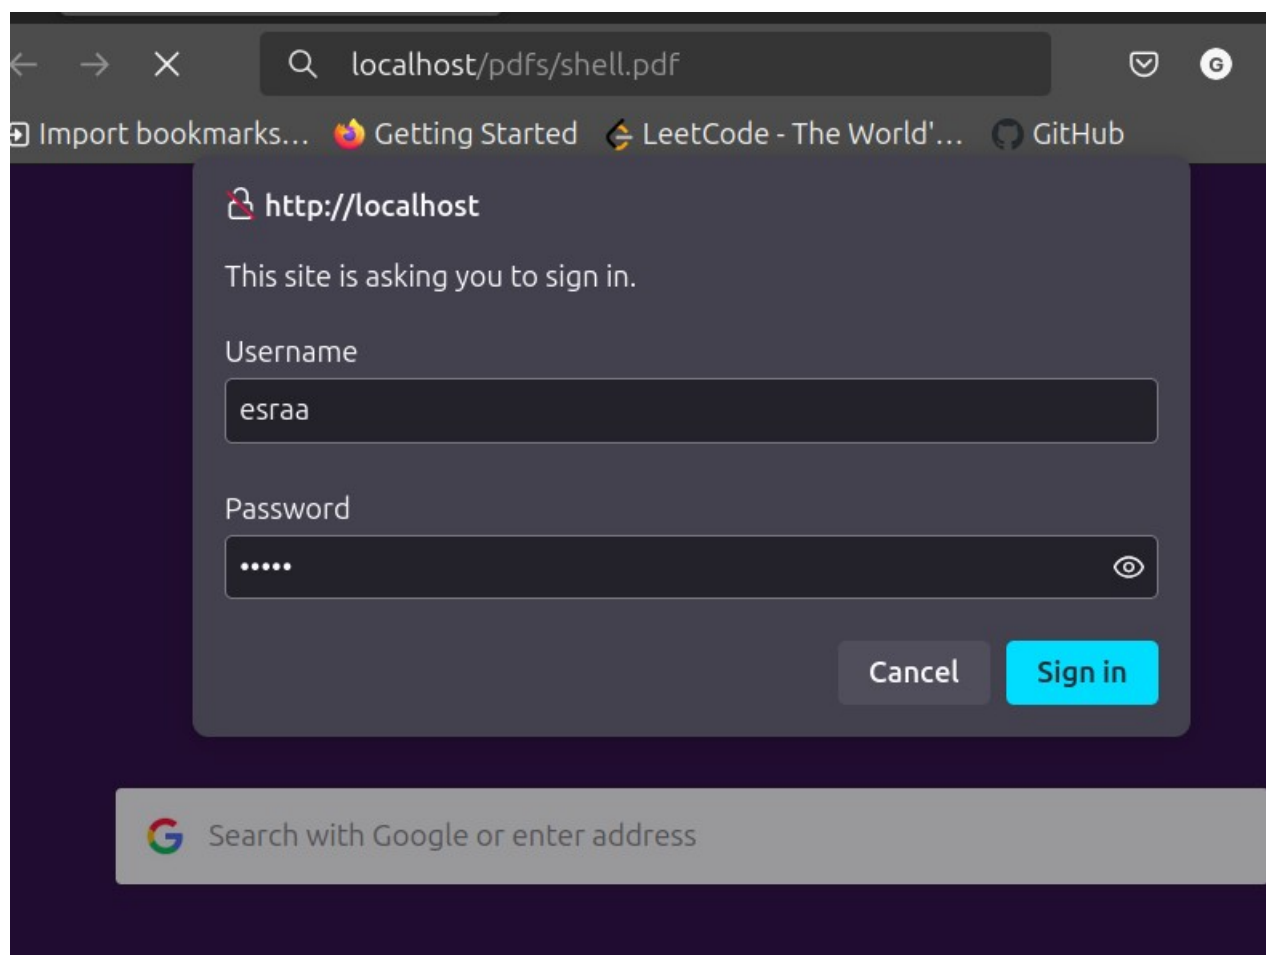 localhost/pdfs/shell.pdf
G
Import bookmarks... Getting Started LeetCode - The World'... GitHub
http://localhost
This site is asking you to sign in.
Username
esraa
Password
•••••
Cancel Sign in
G Search with Google or enter address